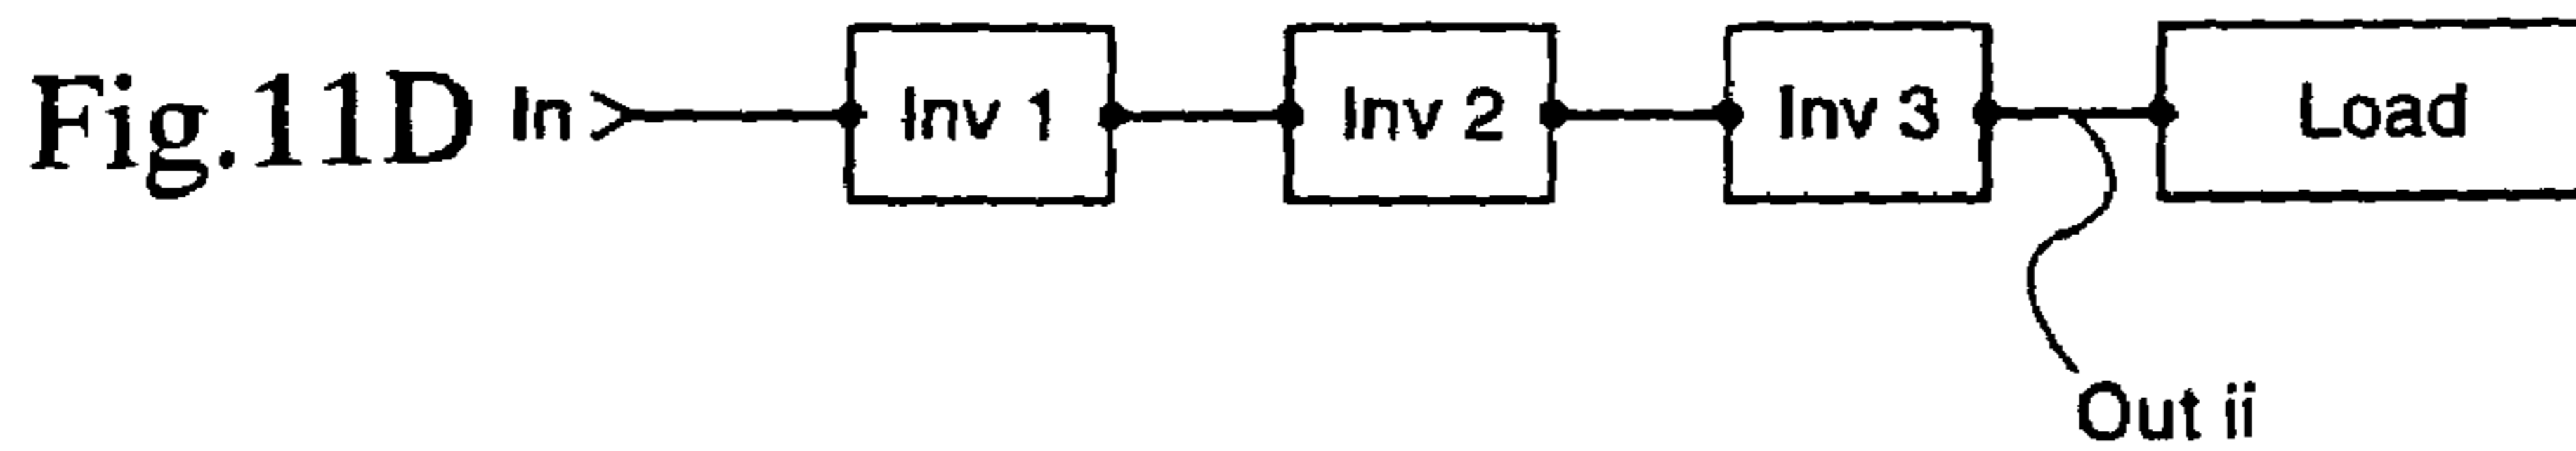 Fig.11D In Inv 1 Inv 2 Inv 3 Load
Out ii